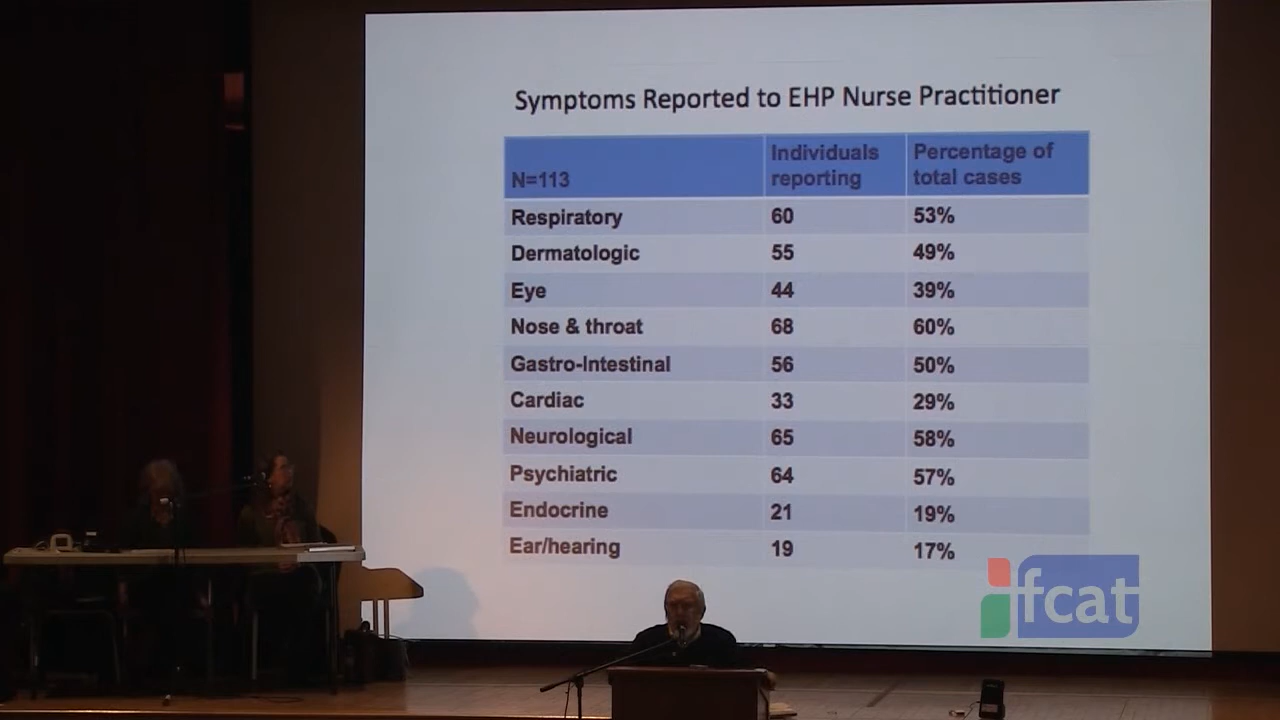 Symptoms Reported to EHP Nurse Practitioner
N=113 Individuals reporting Percentage of total cases
Respiratory 60 53%
Dermatologic 55 49%
Eye 44 39%
Nose & throat 68 60%
Gastro-Intestinal 56 50%
Cardiac 33 29%
Neurological 65 58%
Psychiatric 64 57%
Endocrine 21 19%
Ear/hearing 19 17%
fcat